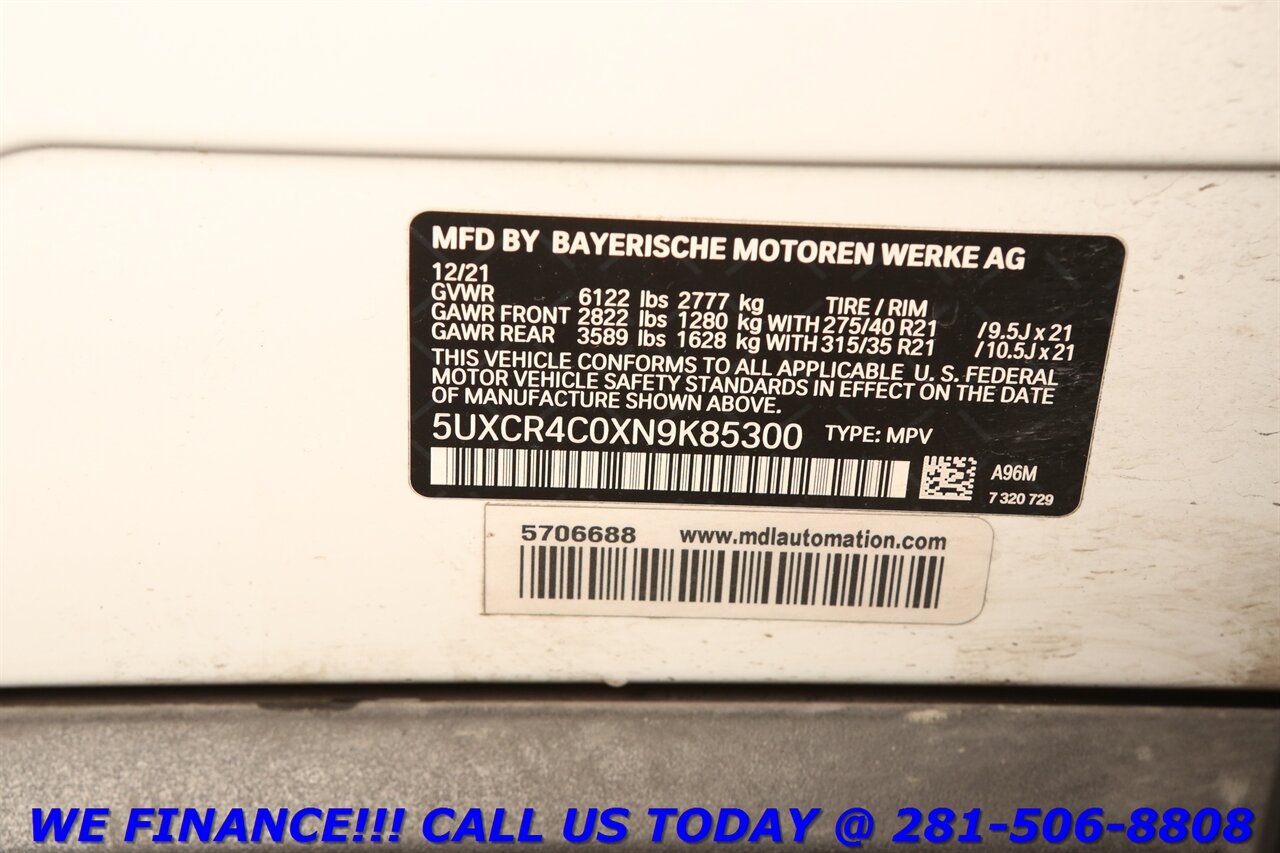 MFD BY BAYERISCHE MOTOREN WERKE AG
12/21
GVWR 6122 lbs 2777 kg TIRE / RIM
GAWR FRONT 2822 lbs 1280 kg WITH 275/40 R21 / 9.5J x 21
GAWR REAR 3589 lbs 1628 kg WITH 315/35 R21 / 10.5J x 21
THIS VEHICLE CONFORMS TO ALL APPLICABLE U. S. FEDERAL
MOTOR VEHICLE SAFETY STANDARDS IN EFFECT ON THE DATE
OF MANUFACTURE SHOWN ABOVE.
5UXCR4C0XN9K85300 TYPE: MPV
A96M
7 320 729
5706688 www.mdlautomation.com
WE FINANCE!!! CALL US TODAY @ 281-506-8808